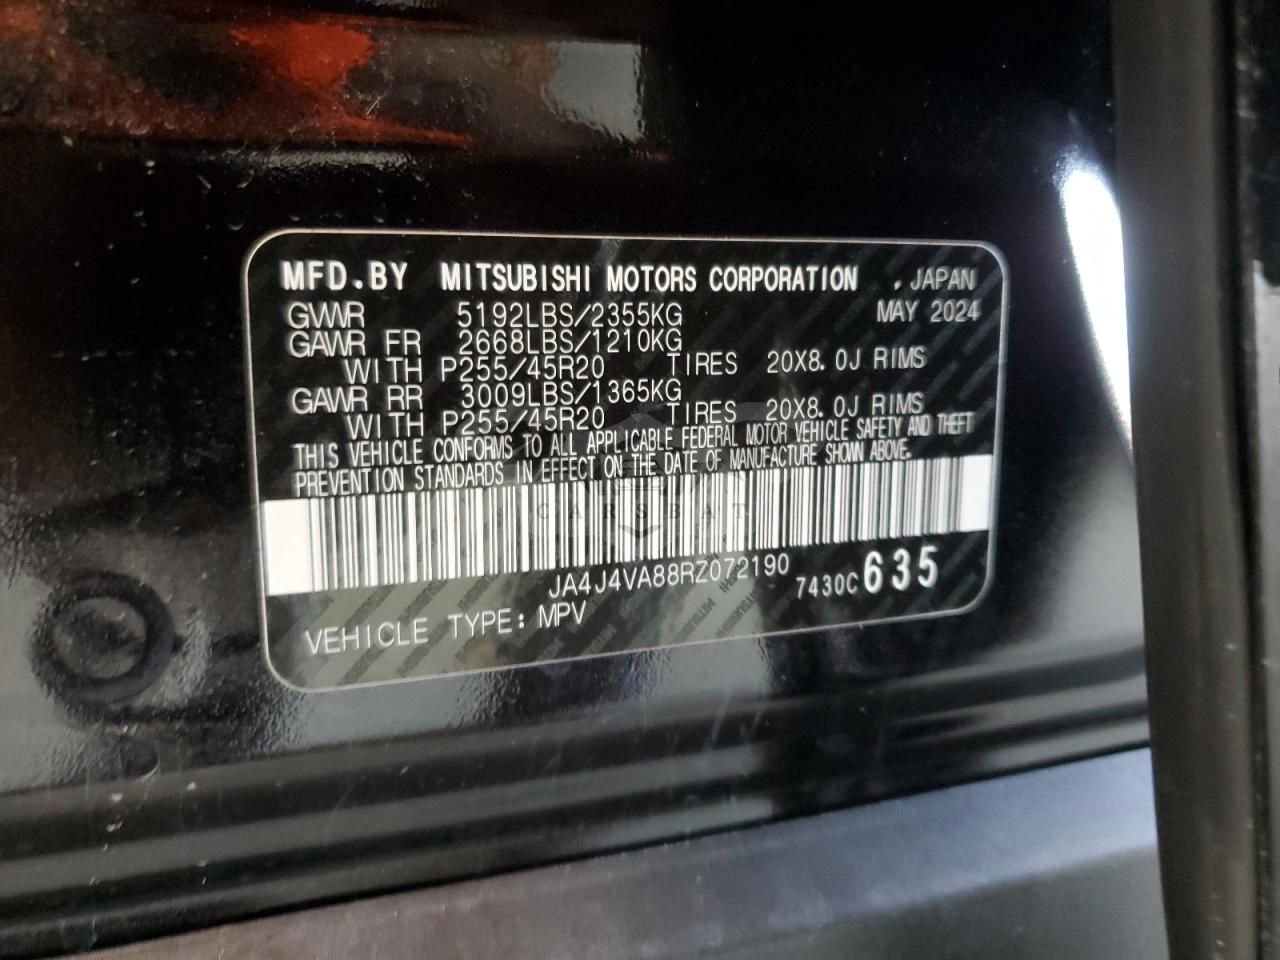 MFD.BY MITSUBISHI MOTORS CORPORATION .JAPAN
GVWR 5192LBS/2355KG MAY 2024
GAWR FR 2668LBS/1210KG
WITH P255/45R20 TIRES 20X8.0J RIMS
GAWR RR 3009LBS/1365KG
WITH P255/45R20 TIRES 20X8.0J RIMS
THIS VEHICLE CONFORMS TO ALL APPLICABLE FEDERAL MOTOR VEHICLE SAFETY AND THEFT
PREVENTION STANDARDS IN EFFECT ON THE DATE OF MANUFACTURE SHOWN ABOVE.
CARSBAT
JA4J4VA88RZ072190 7430C 635
VEHICLE TYPE: MPV